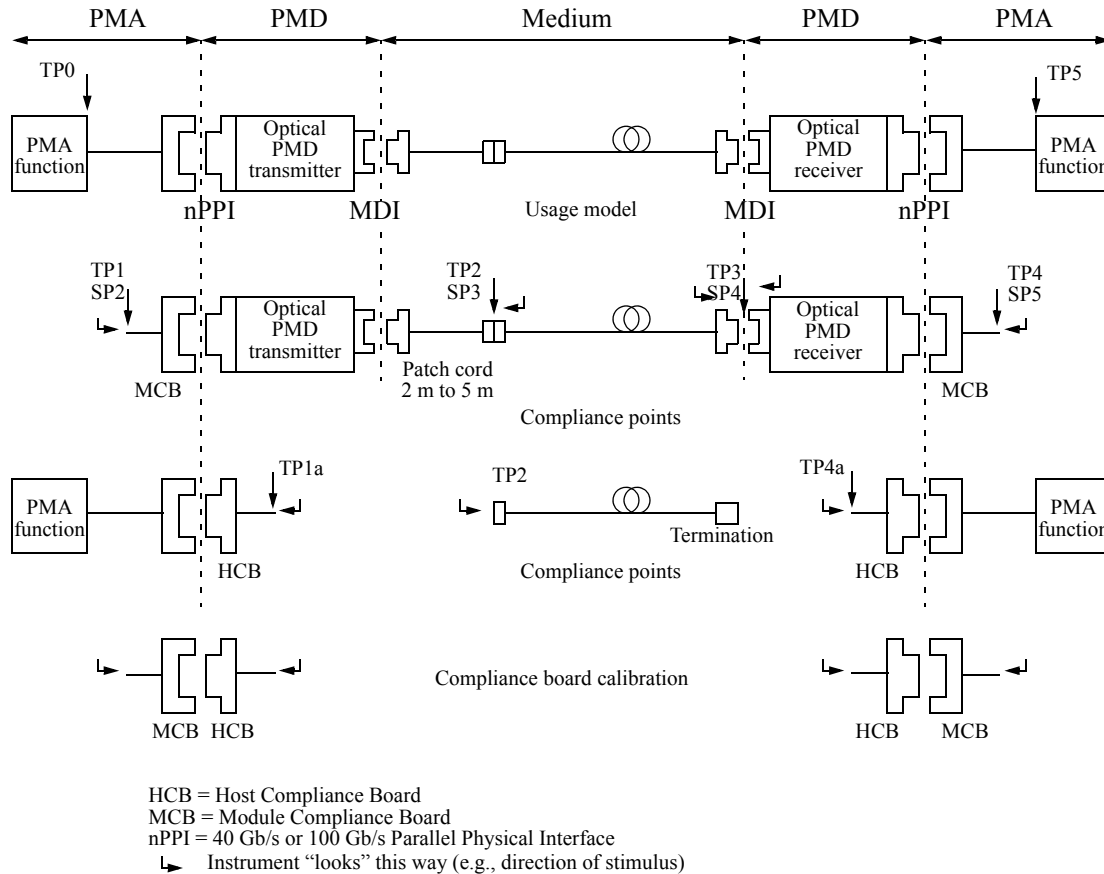 PMA PMD Medium PMD PMA
TP0 TP5
PMA
function
Optical
PMD
transmitter
Optical
PMD
receiver
PMA
function
nPPI MDI Usage model MDI nPPI
TP1
SP2
TP2
SP3
TP3
SP4
TP4
SP5
Optical
PMD
transmitter
Optical
PMD
receiver
MCB
Patch cord
2 m to 5 m
MCB
Compliance points
TP1a TP2 TP4a
PMA
function
PMA
function
Termination
HCB Compliance points HCB
Compliance board calibration
MCB HCB HCB MCB
HCB = Host Compliance Board
MCB = Module Compliance Board
nPPI = 40 Gb/s or 100 Gb/s Parallel Physical Interface
Instrument “looks” this way (e.g., direction of stimulus)